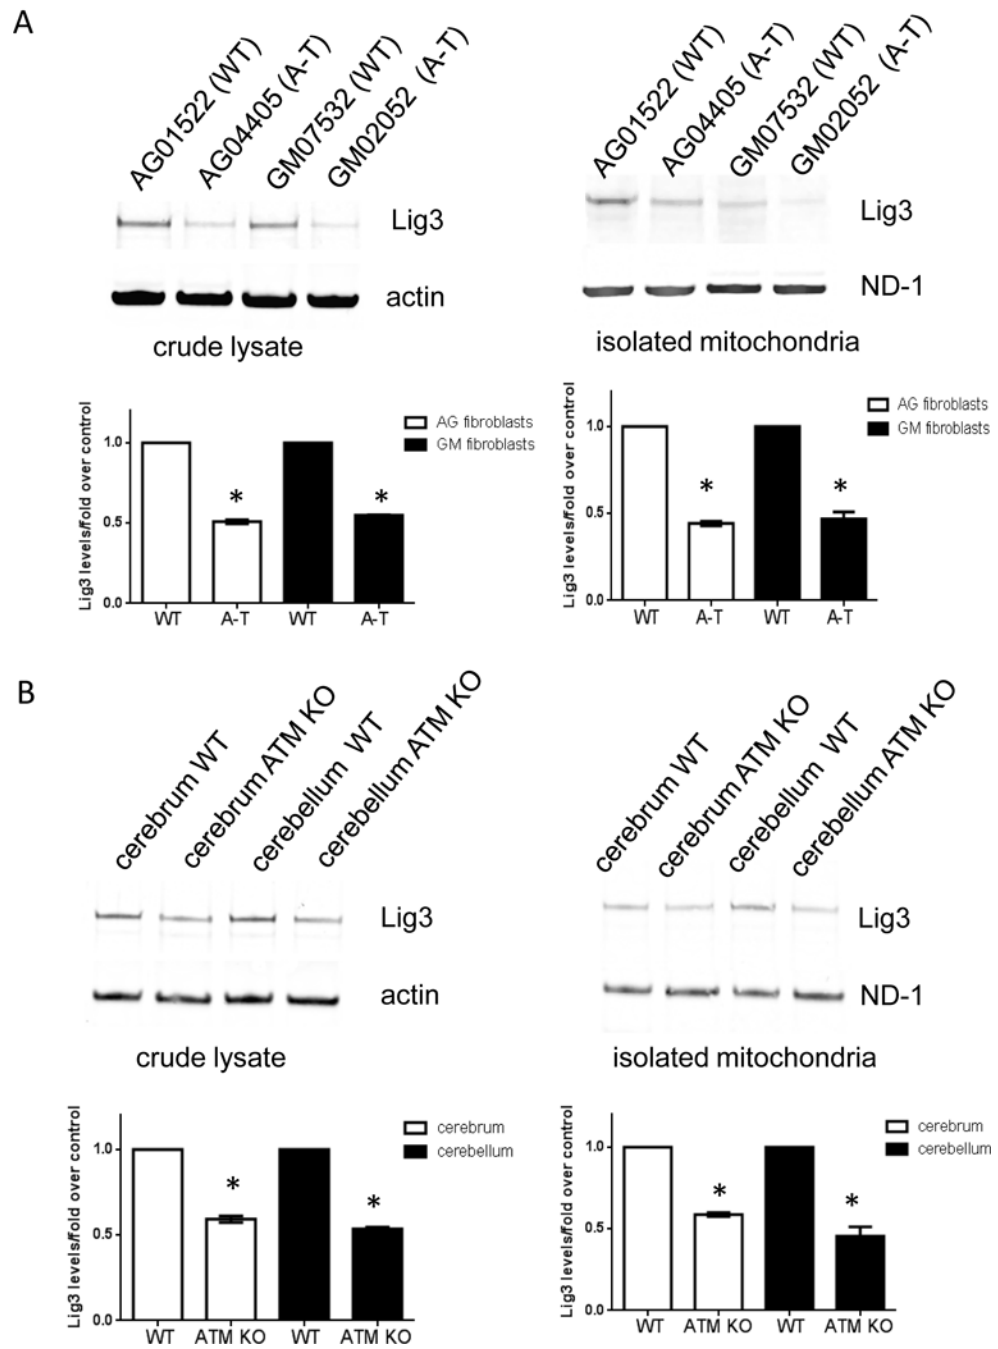 A
AG01522 (WT)
AG04405 (A-T)
GM07532 (WT)
GM02052 (A-T)
Lig3
actin
crude lysate
AG01522 (WT)
AG04405 (A-T)
GM07532 (WT)
GM02052 (A-T)
Lig3
ND-1
isolated mitochondria
Lig3 levels/fold over control
1.0
0.5
0.0
*
*
WT
A-T
WT
A-T
AG fibroblasts
GM fibroblasts
Lig3 levels/fold over control
1.0
0.5
0.0
*
*
WT
A-T
WT
A-T
AG fibroblasts
GM fibroblasts
B
cerebrum WT
cerebrum ATM KO
cerebellum WT
cerebellum ATM KO
Lig3
actin
crude lysate
cerebrum WT
cerebrum ATM KO
cerebellum WT
cerebellum ATM KO
Lig3
ND-1
isolated mitochondria
Lig3 levels/fold over control
1.0
0.5
0.0
*
*
WT
ATM KO
WT
ATM KO
cerebrum
cerebellum
Lig3 levels/fold over control
1.0
0.5
0.0
*
*
WT
ATM KO
WT
ATM KO
cerebrum
cerebellum